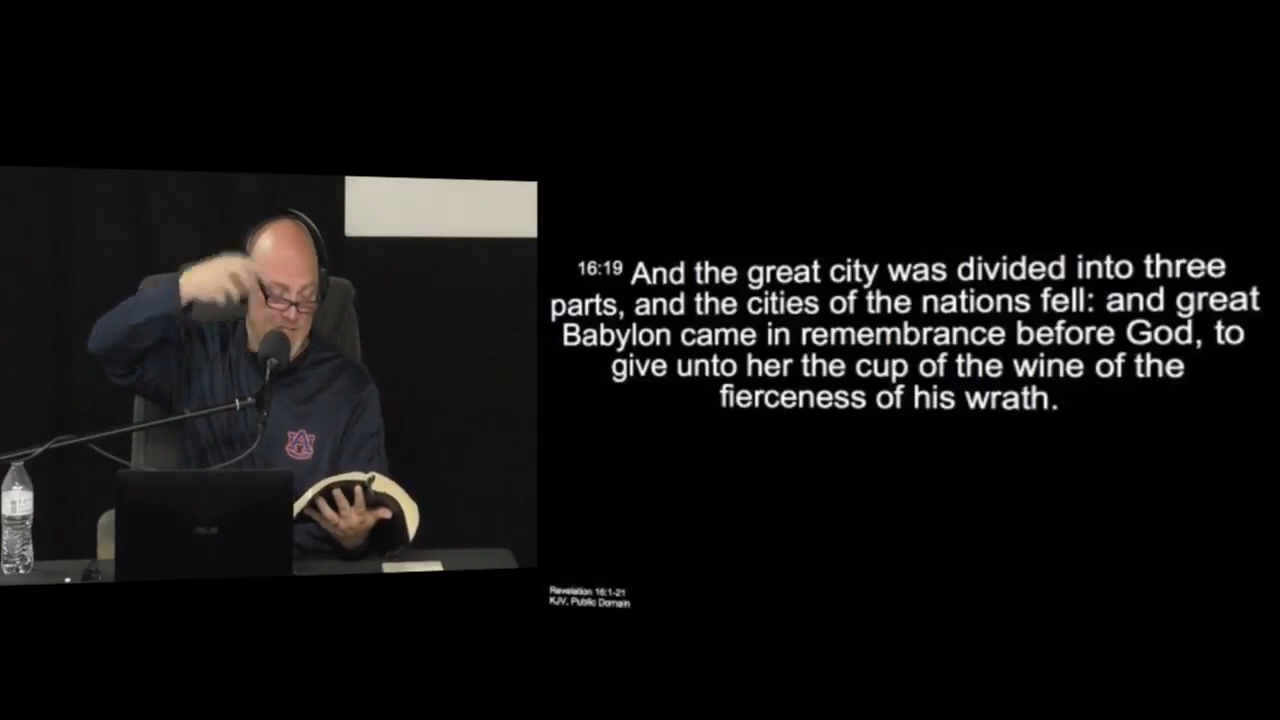 16:19 And the great city was divided into three
parts, and the cities of the nations fell: and great
Babylon came in remembrance before God, to
give unto her the cup of the wine of the
fierceness of his wrath.
Revelation 16:1-21
KJV, Public Domain
ASUS
AU